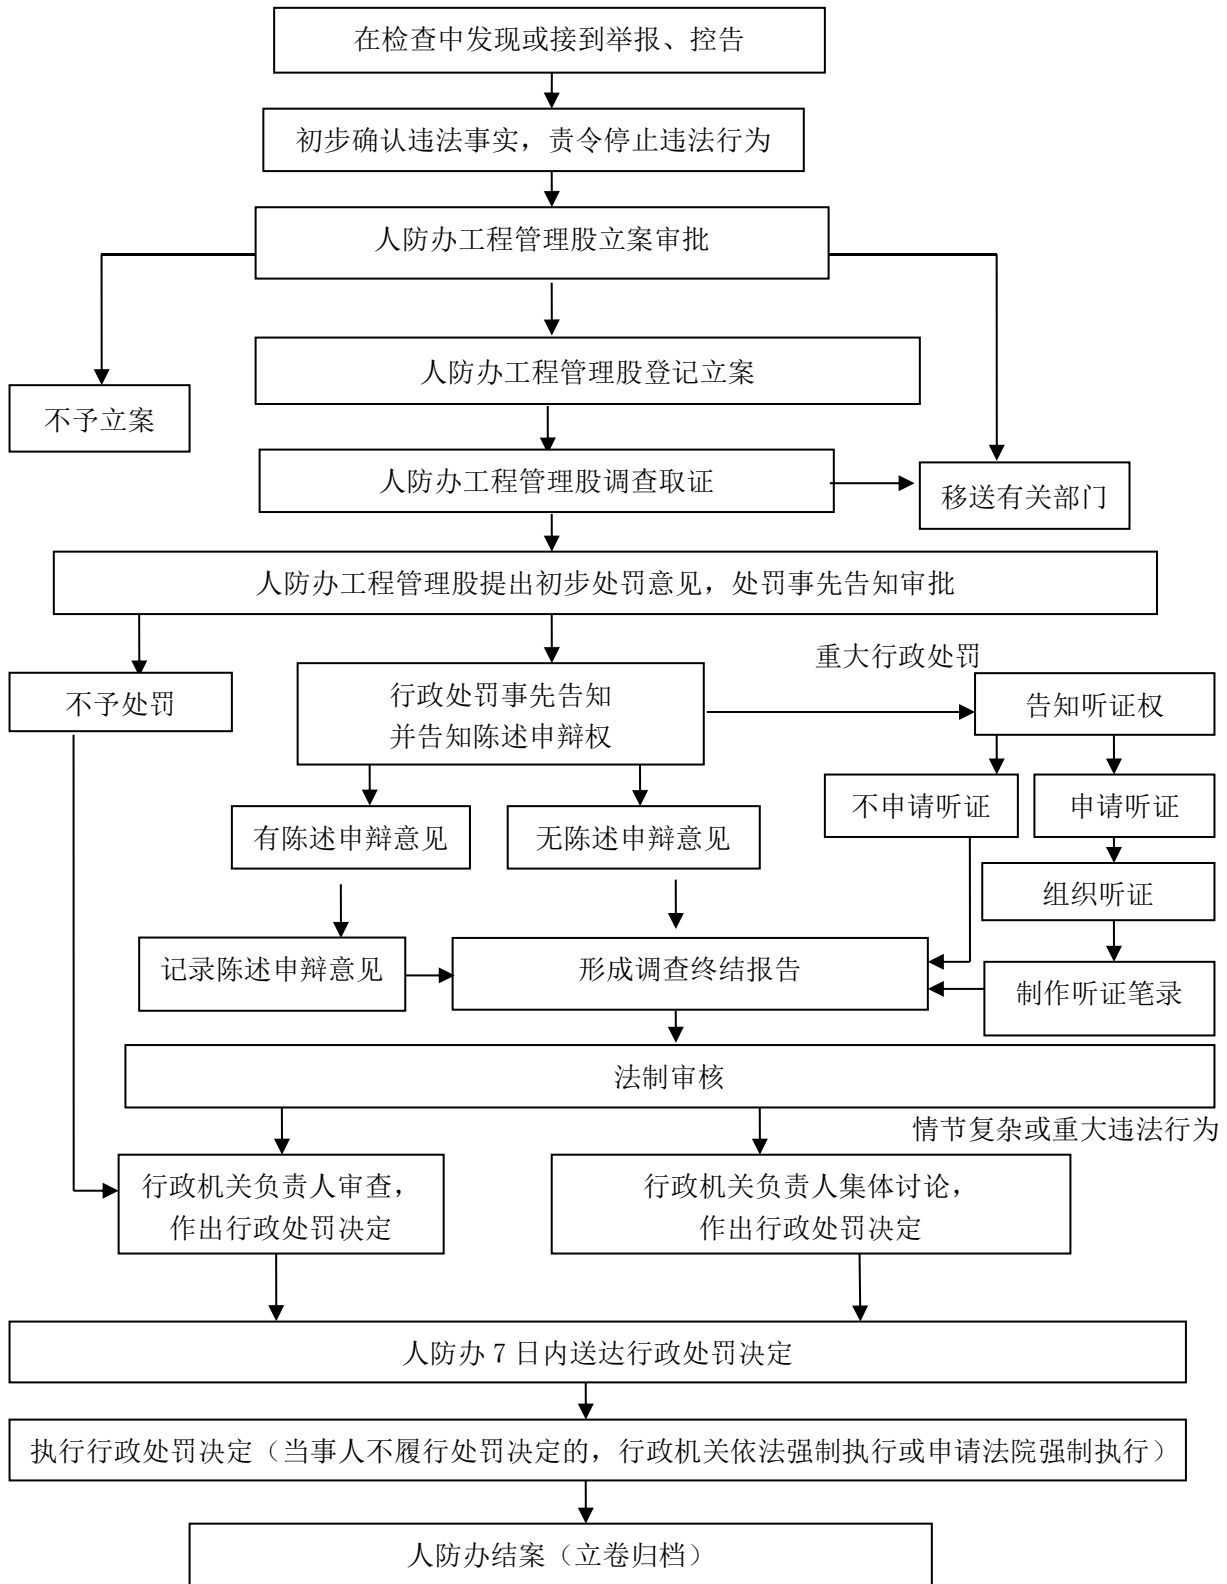 在检查中发现或接到举报、控告
初步确认违法事实，责令停止违法行为
人防办工程管理股立案审批
人防办工程管理股登记立案
不予立案
人防办工程管理股调查取证
移送有关部门
人防办工程管理股提出初步处罚意见，处罚事先告知审批
重大行政处罚
不予处罚
行政处罚事先告知
并告知陈述申辩权
告知听证权
不申请听证
申请听证
有陈述申辩意见
无陈述申辩意见
组织听证
记录陈述申辩意见
形成调查终结报告
制作听证笔录
法制审核
情节复杂或重大违法行为
行政机关负责人审查，
作出行政处罚决定
行政机关负责人集体讨论，
作出行政处罚决定
人防办 7 日内送达行政处罚决定
执行行政处罚决定（当事人不履行处罚决定的，行政机关依法强制执行或申请法院强制执行）
人防办结案（立卷归档）